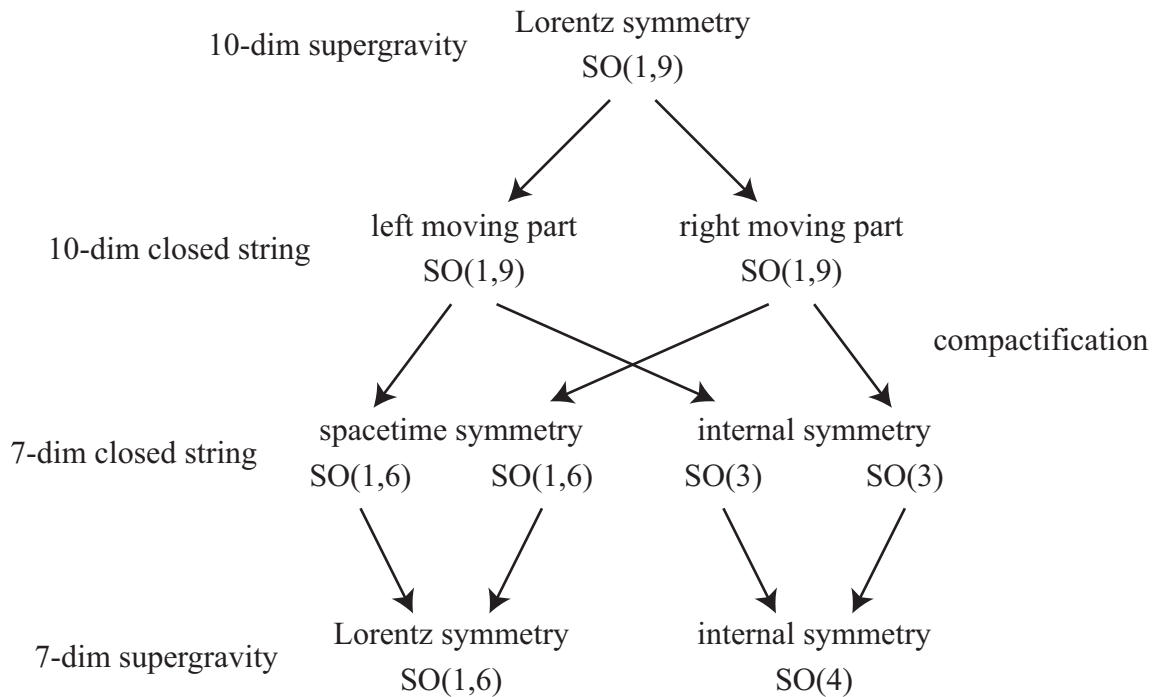 Lorentz symmetry
10-dim supergravity
SO(1,9)
left moving part right moving part
10-dim closed string
SO(1,9) SO(1,9)
compactification
spacetime symmetry internal symmetry
7-dim closed string
SO(1,6) SO(1,6) SO(3) SO(3)
Lorentz symmetry internal symmetry
7-dim supergravity
SO(1,6) SO(4)